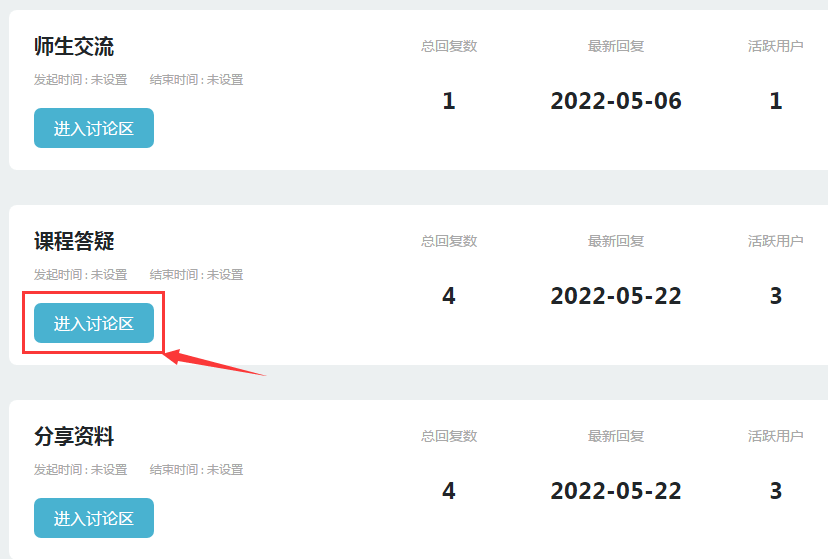 师生交流
总回复数 最新回复 活跃用户
发起时间 : 未设置 结束时间 : 未设置
1 2022-05-06 1
进入讨论区
课程答疑
总回复数 最新回复 活跃用户
发起时间 : 未设置 结束时间 : 未设置
4 2022-05-22 3
进入讨论区
分享资料
总回复数 最新回复 活跃用户
发起时间 : 未设置 结束时间 : 未设置
4 2022-05-22 3
进入讨论区